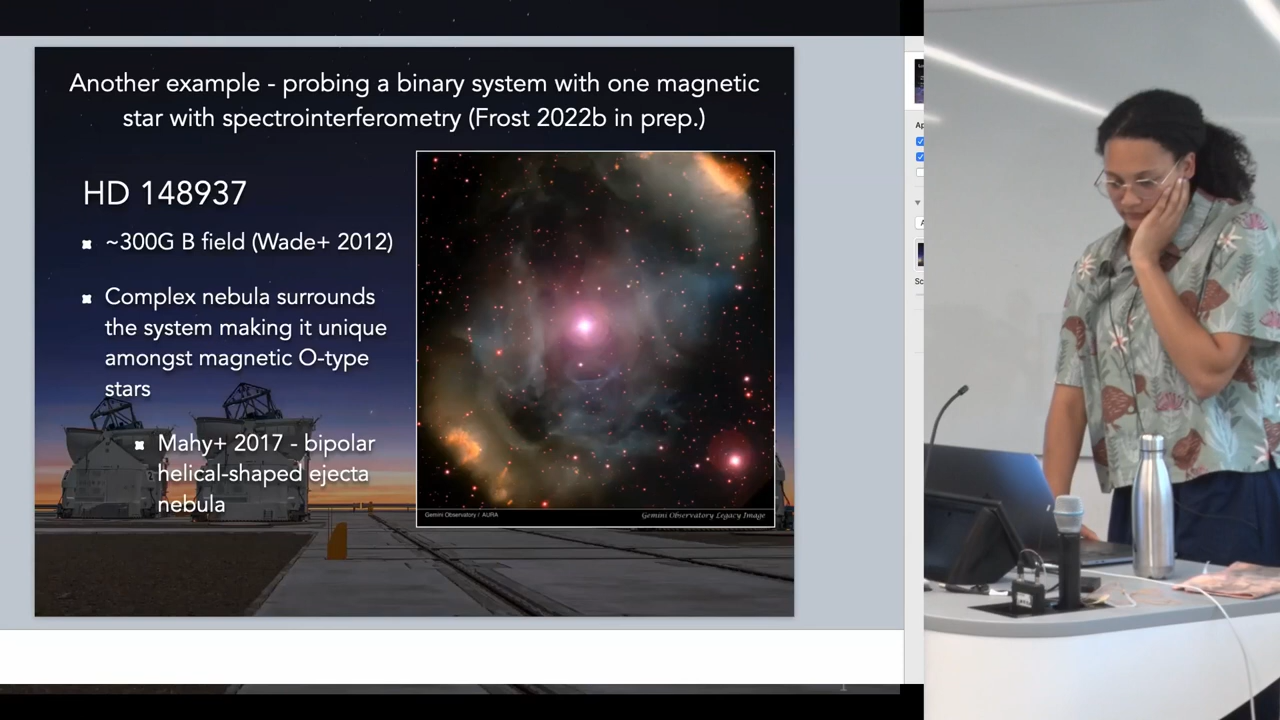 Another example - probing a binary system with one magnetic
star with spectrointerferometry (Frost 2022b in prep.)
HD 148937
~300G B field (Wade+ 2012)
Complex nebula surrounds
the system making it unique
amongst magnetic O-type
stars
Mahy+ 2017 - bipolar
helical-shaped ejecta
nebula
Gemini Observatory / AURA
Gemini Observatory Legacy Image